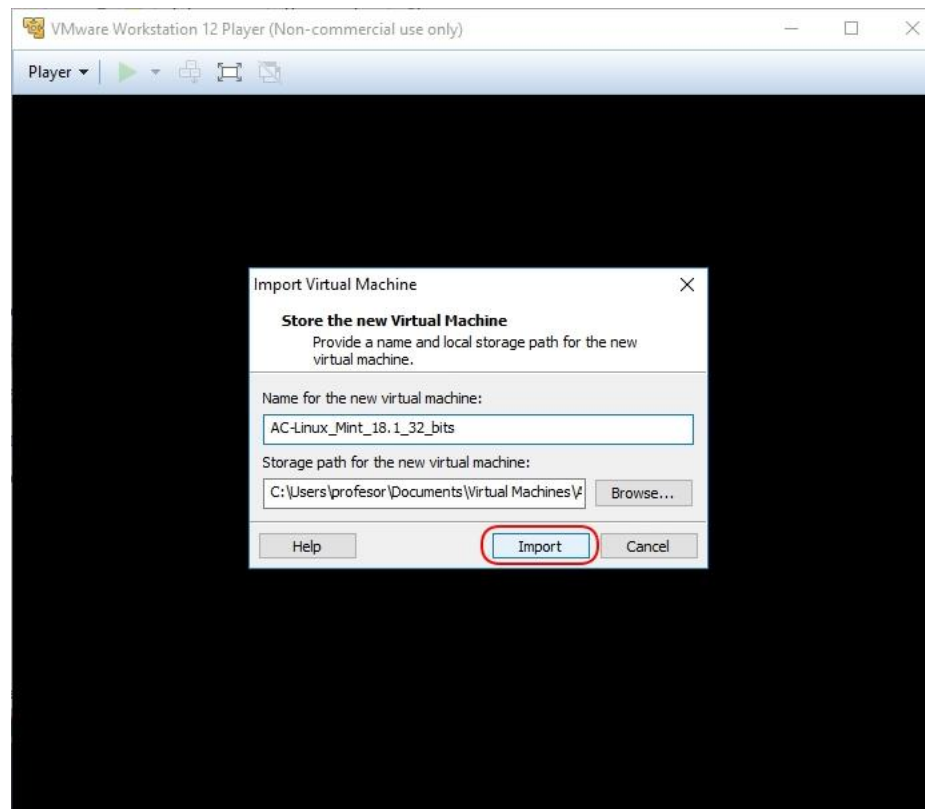 VMware Workstation 12 Player (Non-commercial use only)
Player
Import Virtual Machine
Store the new Virtual Machine
Provide a name and local storage path for the new
virtual machine.
Name for the new virtual machine:
AC-Linux_Mint_18.1_32_bits
Storage path for the new virtual machine:
C:\Users\profesor\Documents\Virtual Machines\A
Browse...
Help
Import
Cancel